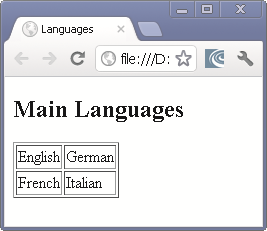 Languages
file:///D:
Main Languages
English German
French Italian